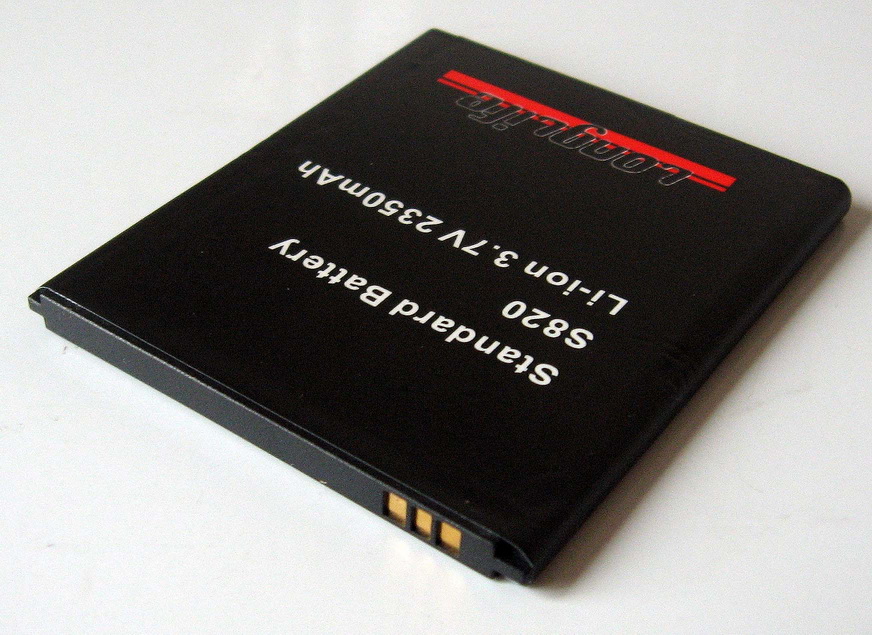 LongLife
Li-ion 3.7V 2350mAh
S820
Standard Battery